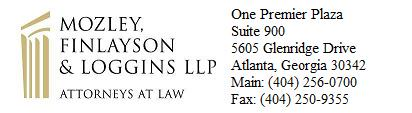 MOZLEY,
FINLAYSON
& LOGGINS LLP
ATTORNEYS AT LAW
One Premier Plaza
Suite 900
5605 Glenridge Drive
Atlanta, Georgia 30342
Main: (404) 256-0700
Fax: (404) 250-9355